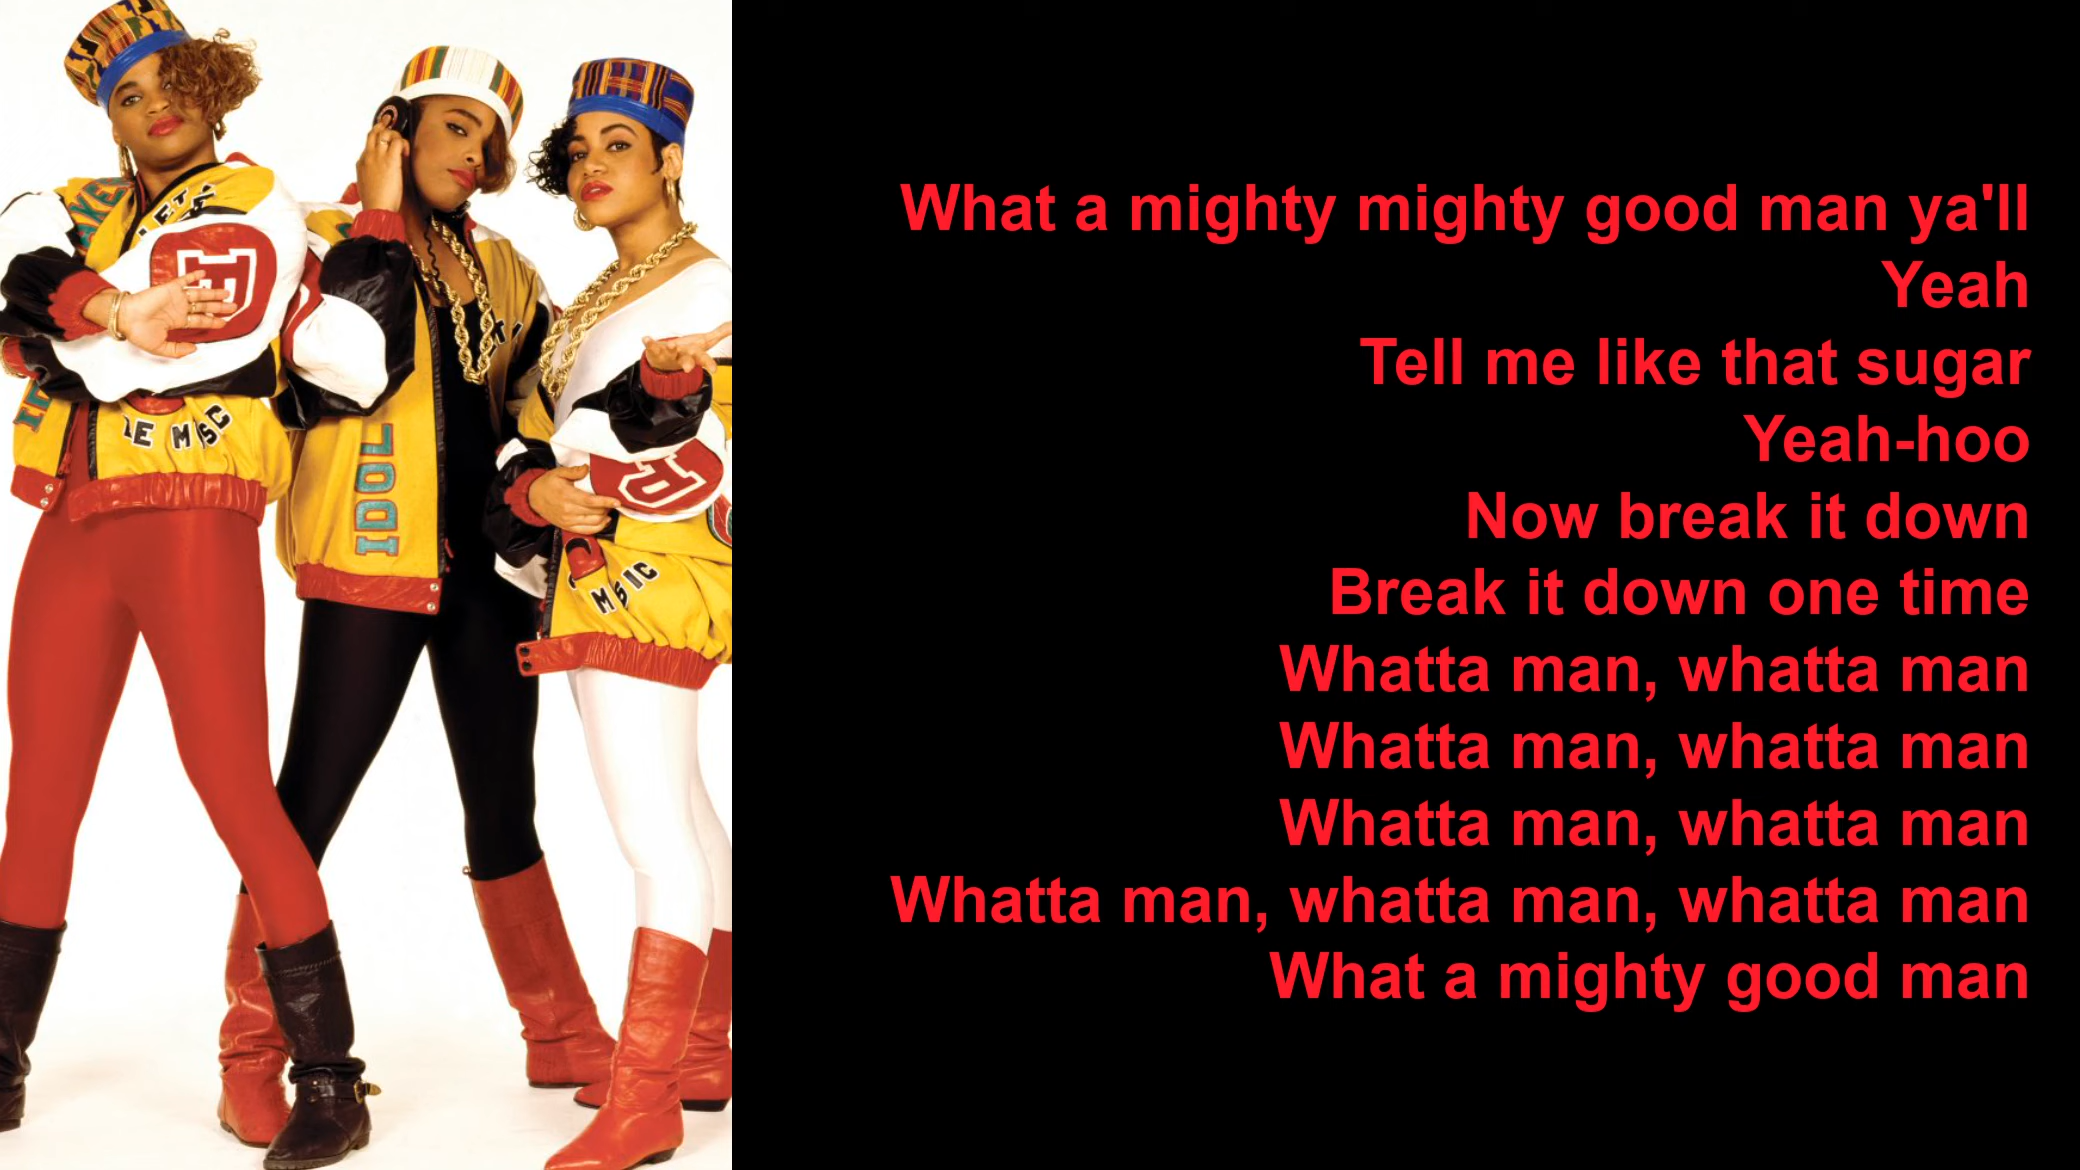 What a mighty mighty good man ya'll
Yeah
Tell me like that sugar
Yeah-hoo
Now break it down
Break it down one time
Whatta man, whatta man
Whatta man, whatta man
Whatta man, whatta man
Whatta man, whatta man, whatta man
What a mighty good man
E
IDOL
R